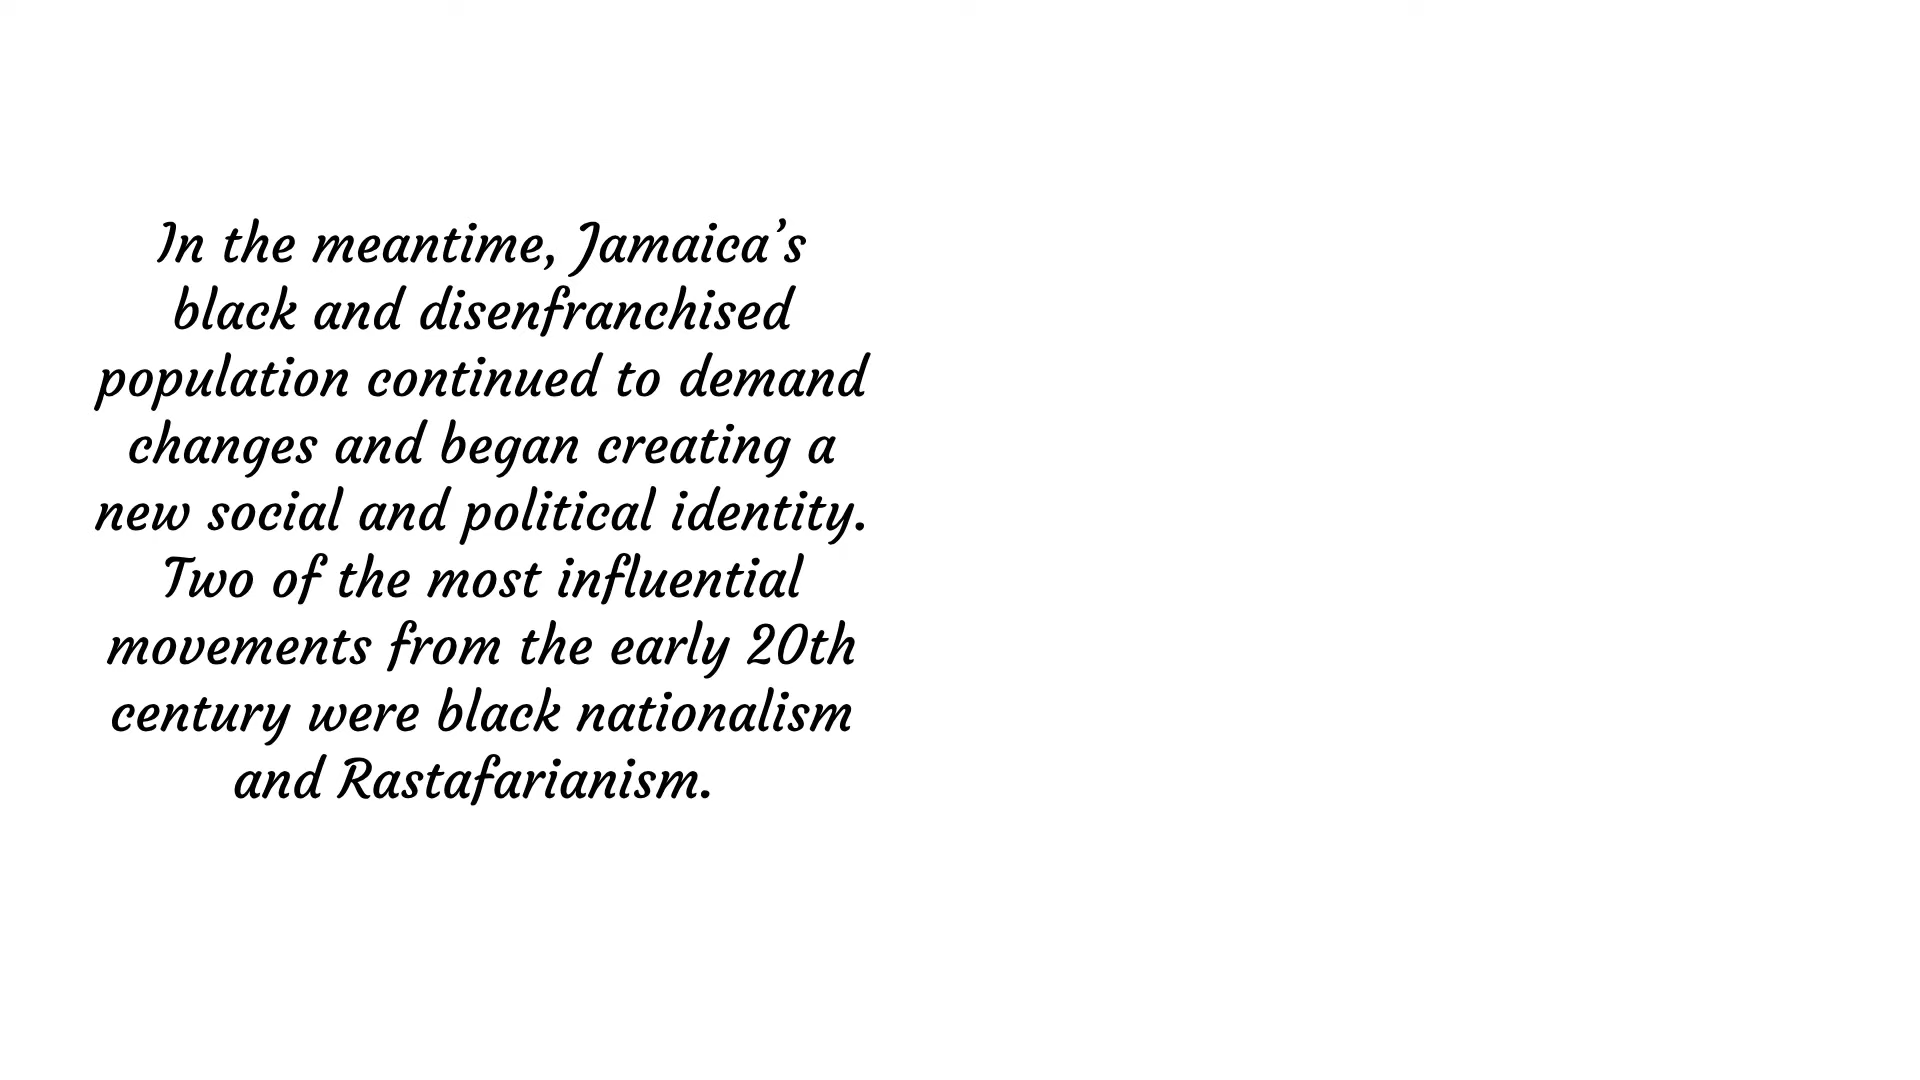 In the meantime, Jamaica’s
black and disenfranchised
population continued to demand
changes and began creating a
new social and political identity.
Two of the most influential
movements from the early 20th
century were black nationalism
and Rastafarianism.